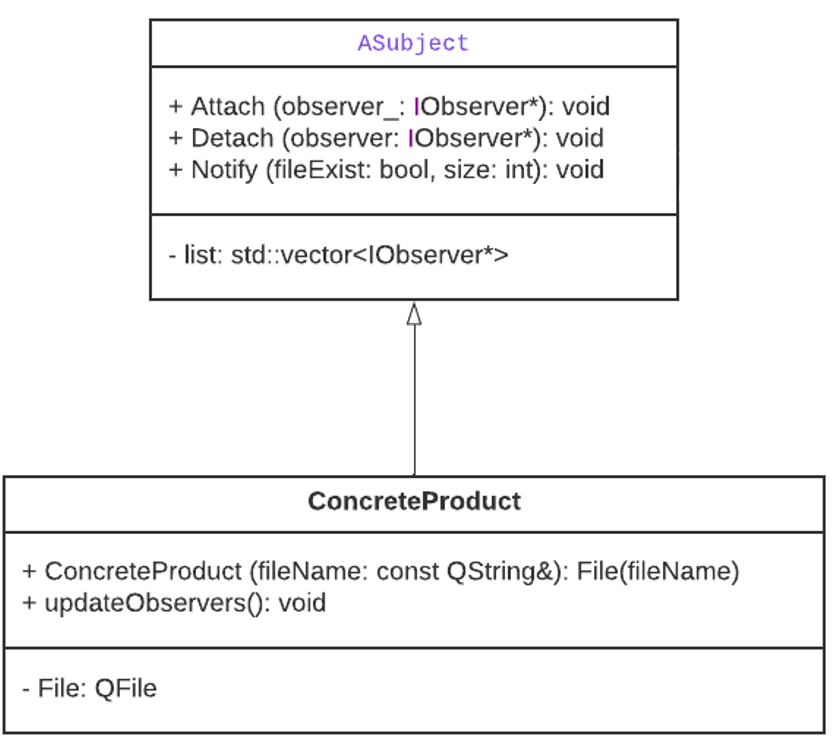 ASubject
+ Attach (observer_: IObserver*): void
+ Detach (observer: IObserver*): void
+ Notify (fileExist: bool, size: int): void
- list: std::vector<IObserver*>
ConcreteProduct
+ ConcreteProduct (fileName: const QString&): File(fileName)
+ updateObservers(): void
- File: QFile